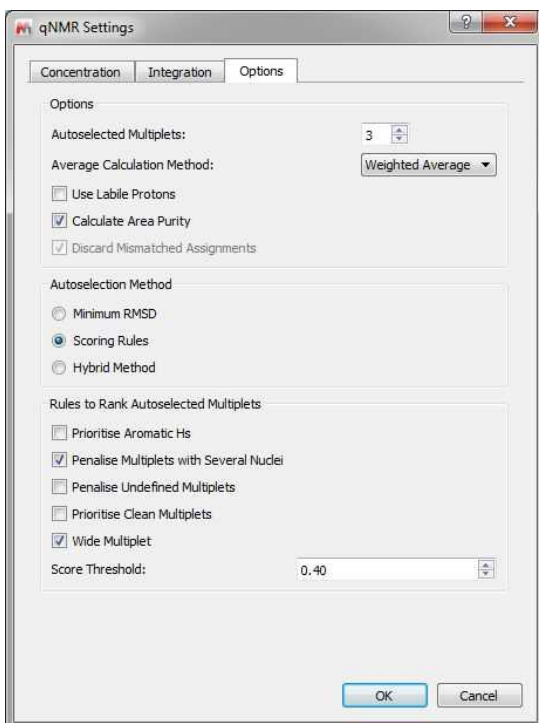 qNMR Settings
?
X
Concentration Integration Options
Options
Autoselected Multiplets: 3
Average Calculation Method: Weighted Average
Use Labile Protons
Calculate Area Purity
Discard Mismatched Assignments
Autoselection Method
Minimum RMSD
Scoring Rules
Hybrid Method
Rules to Rank Autoselected Multiplets
Prioritise Aromatic Hs
Penalise Multiplets with Several Nuclei
Penalise Undefined Multiplets
Prioritise Clean Multiplets
Wide Multiplet
Score Threshold: 0.40
OK Cancel